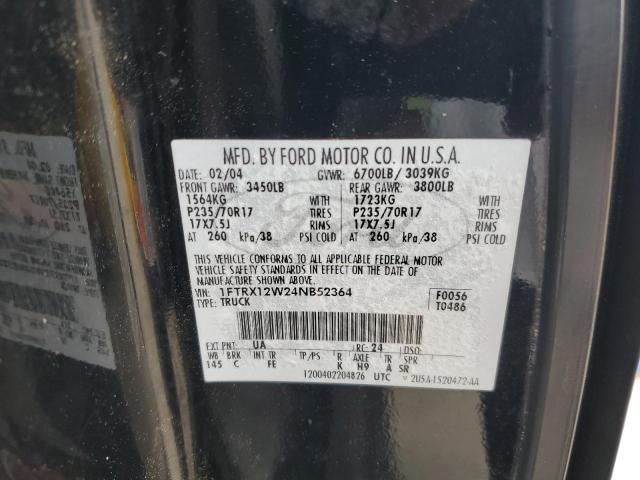 MFD. BY FORD MOTOR CO. IN U.S.A.
DATE: 02/04 GVWR: 6700LB/ 3039KG
FRONT GAWR: 3450LB REAR GAWR: 3800LB
1564KG WITH 1723KG WITH
P235/70R17 TIRES P235/70R17 TIRES
17X7.5J RIMS 17X7.5J RIMS
AT 260 kPa/38 PSI COLD AT 260 kPa/38 PSI COLD
THIS VEHICLE CONFORMS TO ALL APPLICABLE FEDERAL MOTOR
VEHICLE SAFETY STANDARDS IN EFFECT ON THE DATE OF
MANUFACTURE SHOWN ABOVE.
VIN: 1FTRX12W24NB52364 F0056
TYPE: TRUCK T0486
EXT PNT: UA RC: 24 DSO:
WB BRK INT TR TP/PS R AXLE TR SPR
145 C FE K H9 A SR
1200402204826 UTC 2U5A-1520472-AA